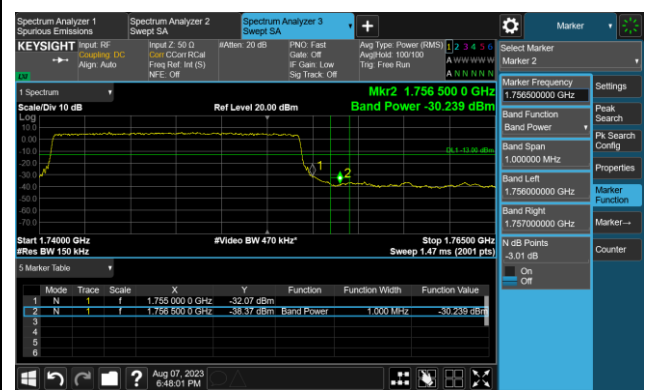 Spectrum Analyzer 1
Spurious Emissions
Spectrum Analyzer 2
Swept SA
Spectrum Analyzer 3
Swept SA
+
Marker
KEYSIGHT
Input: RF
Coupling: DC
Align: Auto
Input Z: 50 Ω
Corr CCorr RCal
Freq Ref: Int (S)
NFE: Off
#Atten: 20 dB
PNO: Fast
Gate: Off
IF Gain: Low
Sig Track: Off
Avg Type: Power (RMS)
Avg|Hold: 100/100
Trig: Free Run
1 2 3 4 5 6
A W W W W W
A N N N N N
Select Marker
Marker 2
1 Spectrum
Scale/Div 10 dB
Log
Ref Level 20.00 dBm
Mkr2 1.756 500 0 GHz
Band Power -30.239 dBm
10.0
0.00
-10.0
-20.0
-30.0
-40.0
-50.0
-60.0
-70.0
DL1 -13.00 dBm
1
2
Start 1.74000 GHz
#Res BW 150 kHz
#Video BW 470 kHz*
Stop 1.76500 GHz
Sweep 1.47 ms (2001 pts)
5 Marker Table
Mode Trace Scale X Y Function Function Width Function Value
1 N 1 f 1.755 000 0 GHz -32.07 dBm
2 N 1 f 1.756 500 0 GHz -38.37 dBm Band Power 1.000 MHz -30.239 dBm
3
4
5
6
Marker Frequency
1.756500000 GHz
Band Function
Band Power
Band Span
1.000000 MHz
Band Left
1.756000000 GHz
Band Right
1.757000000 GHz
N dB Points
-3.01 dB
On
Off
Settings
Peak
Search
Pk Search
Config
Properties
Marker
Function
Marker→
Counter
?
Aug 07, 2023
6:48:01 PM